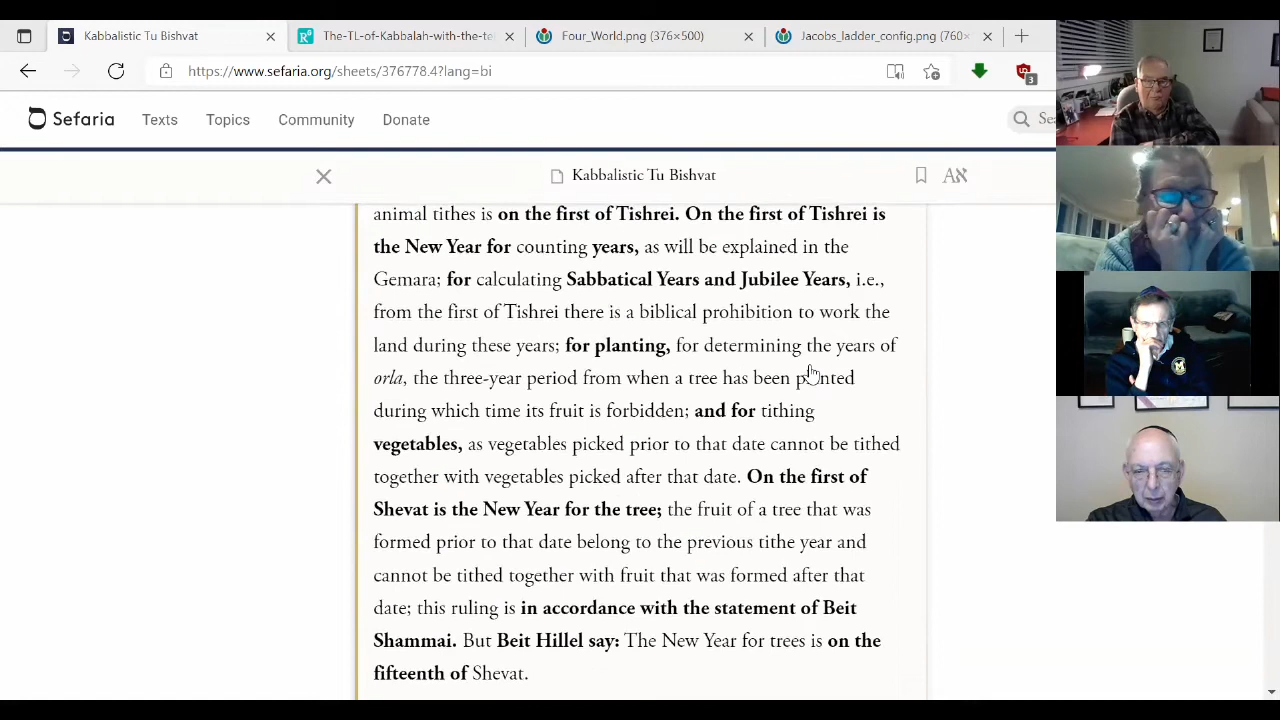 Kabbalistic Tu Bishvat
The-Ts-of-Kabbalah-with-the-te
Four_World.png (376×500)
Jacobs_ladder_config.png (760×
https://www.sefaria.org/sheets/376778.4?lang=bi
3
Sefaria
Texts
Topics
Community
Donate
Kabbalistic Tu Bishvat
Aא
animal tithes is on the first of Tishrei. On the first of Tishrei is
the New Year for counting years, as will be explained in the
Gemara; for calculating Sabbatical Years and Jubilee Years, i.e.,
from the first of Tishrei there is a biblical prohibition to work the
land during these years; for planting, for determining the years of
orla, the three-year period from when a tree has been planted
during which time its fruit is forbidden; and for tithing
vegetables, as vegetables picked prior to that date cannot be tithed
together with vegetables picked after that date. On the first of
Shevat is the New Year for the tree; the fruit of a tree that was
formed prior to that date belong to the previous tithe year and
cannot be tithed together with fruit that was formed after that
date; this ruling is in accordance with the statement of Beit
Shammai. But Beit Hillel say: The New Year for trees is on the
fifteenth of Shevat.